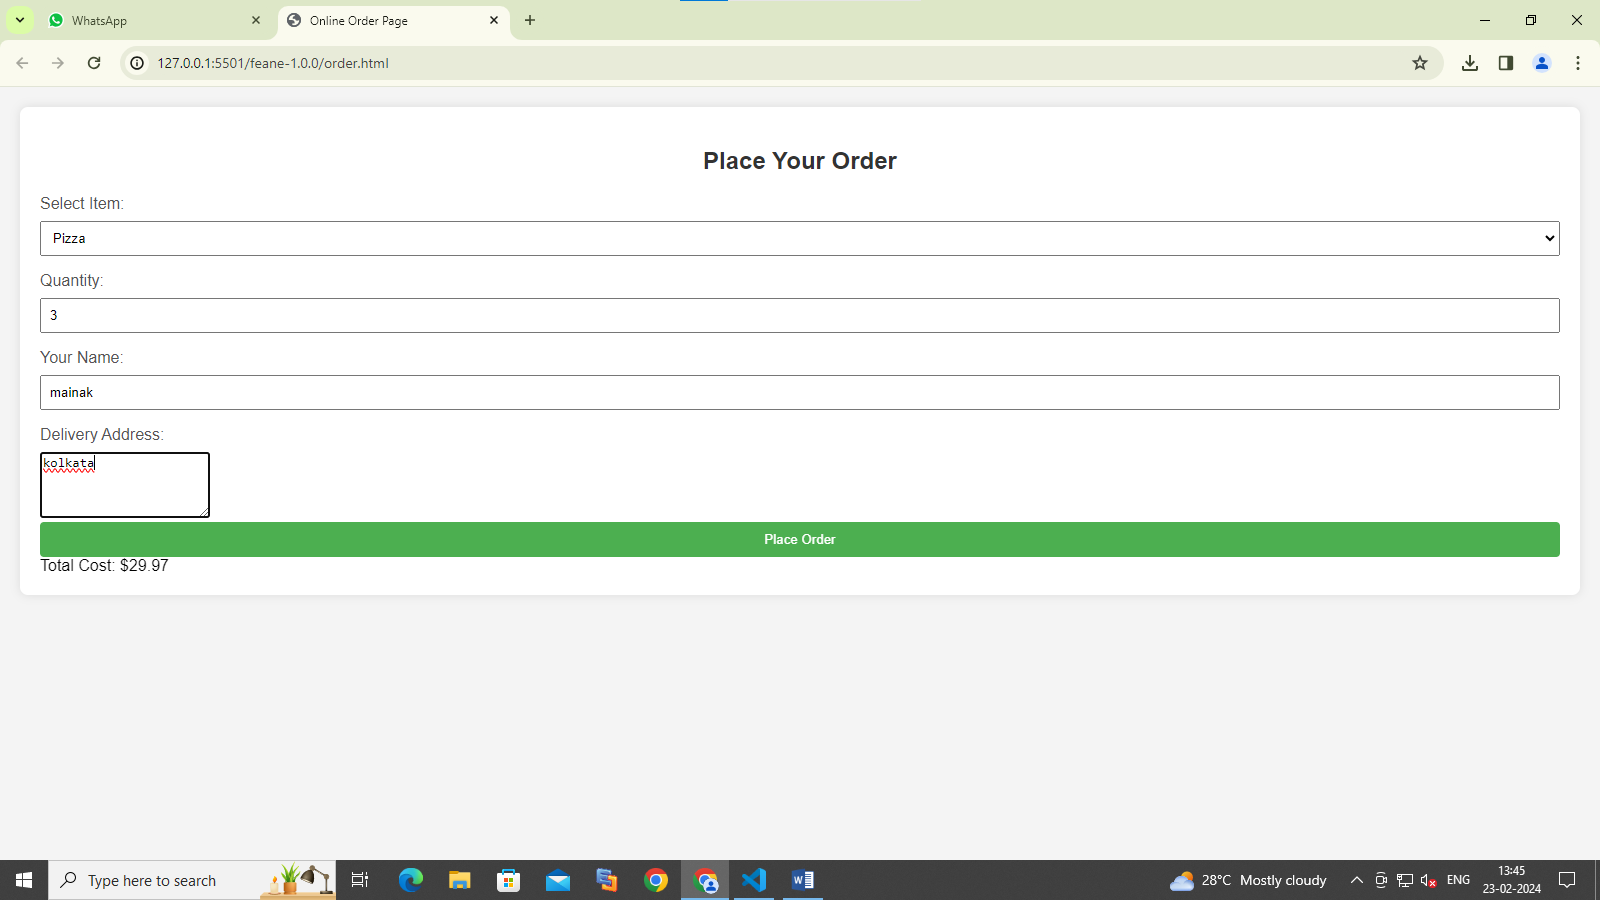 WhatsApp
Online Order Page
127.0.0.1:5501/feane-1.0.0/order.html
Place Your Order
Select Item:
Pizza
Quantity:
3
Your Name:
mainak
Delivery Address:
kolkata
Place Order
Total Cost: $29.97
Type here to search
28°C Mostly cloudy
ENG
13:45
23-02-2024